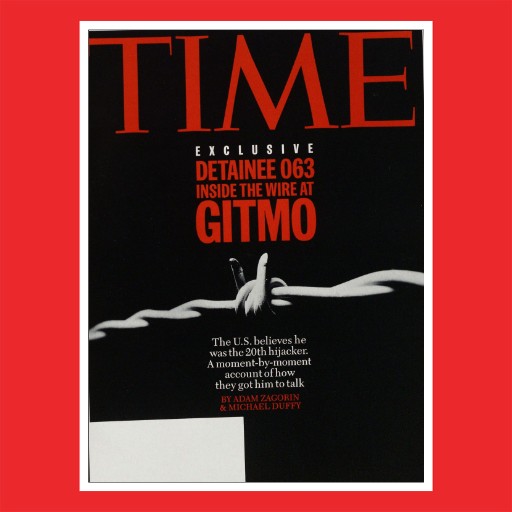 TIME
EXCLUSIVE
DETAINEE 063
INSIDE THE WIRE AT
GITMO
The U.S. believes he
was the 20th hijacker.
A moment-by-moment
account of how
they got him to talk
BY ADAM ZAGORIN
& MICHAEL DUFFY